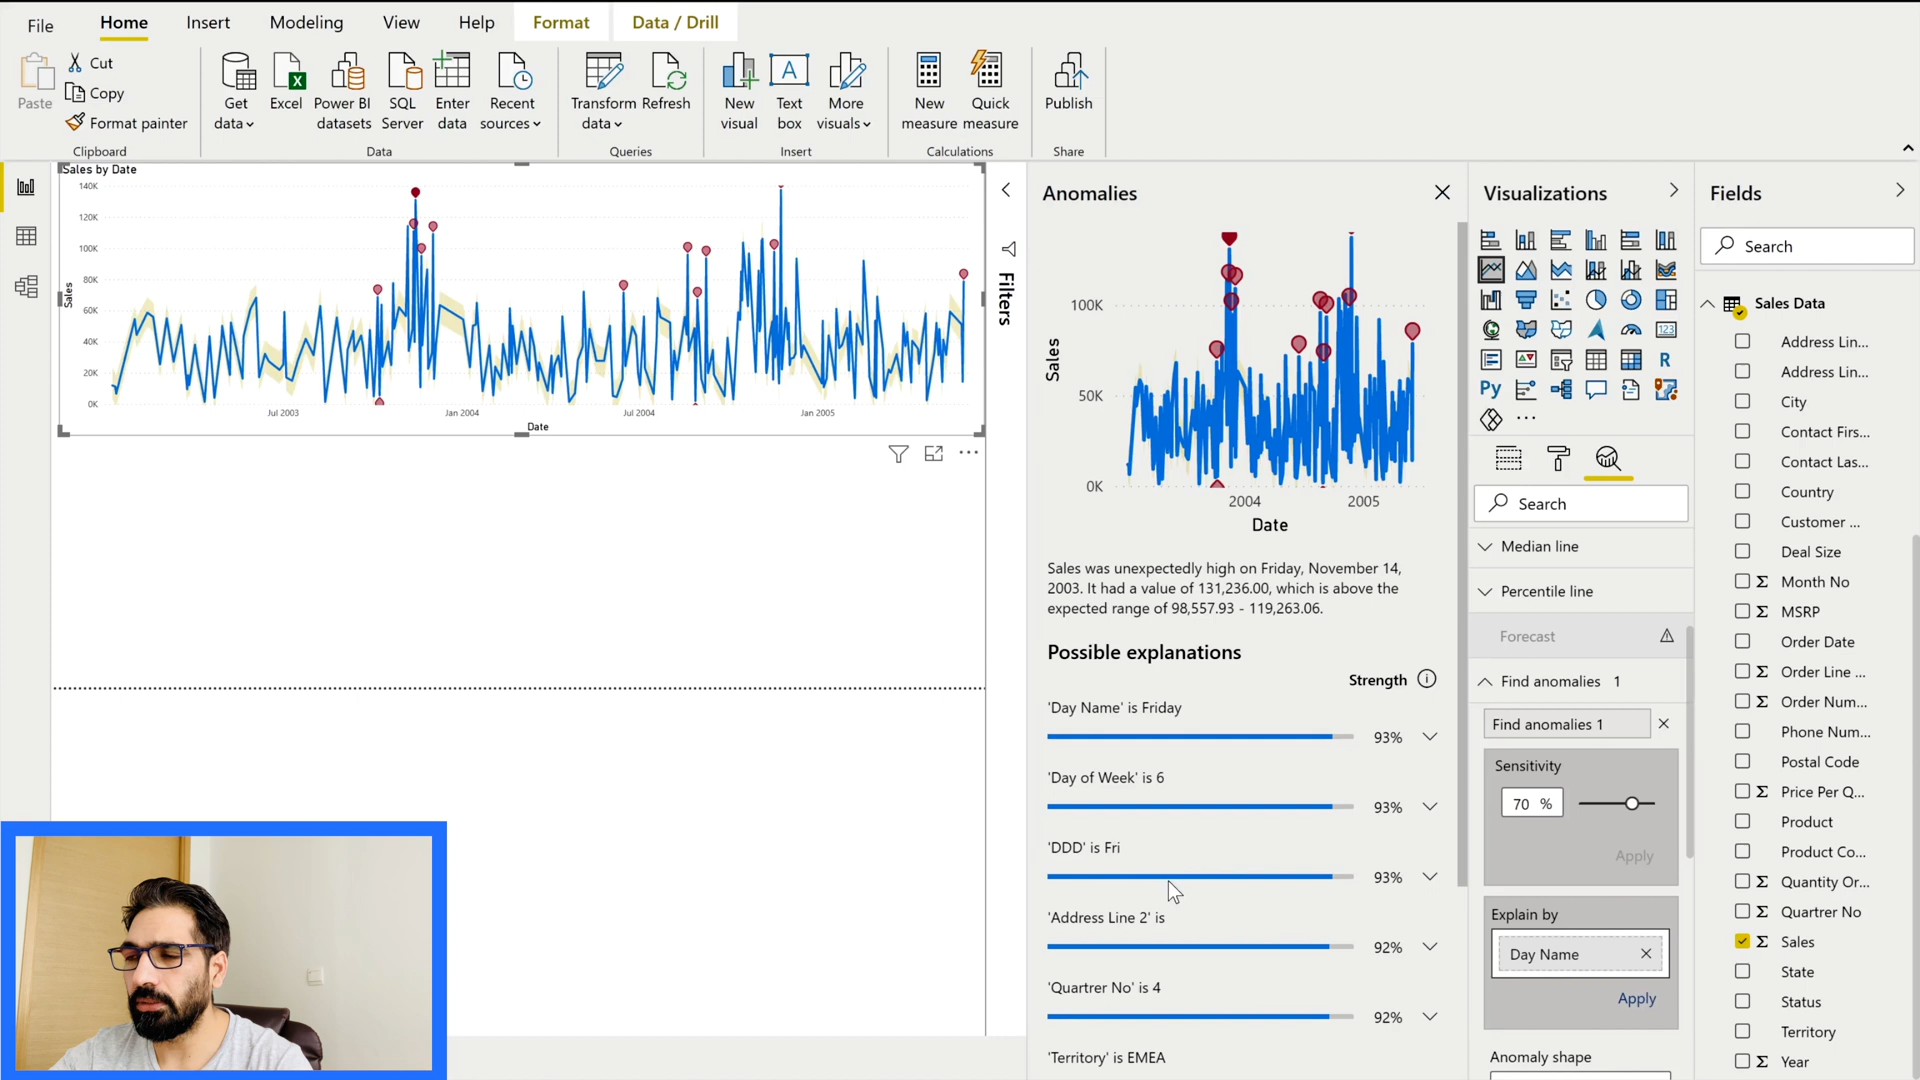 File
Home
Insert
Modeling
View
Help
Format
Data / Drill
Paste
Cut
Copy
Format painter
Clipboard
Get
data
Excel
Power BI
datasets
SQL
Server
Enter
data
Recent
sources
Data
Transform
data
Refresh
Queries
New
visual
Text
box
More
visuals
Insert
New
measure
Quick
measure
Calculations
Publish
Share
Sales by Date
140K
120K
100K
80K
60K
40K
20K
0K
Sales
Jul 2003
Jan 2004
Jul 2004
Jan 2005
Date
Filters
Anomalies
100K
50K
0K
Sales
2004
2005
Date
Sales was unexpectedly high on Friday, November 14,
2003. It had a value of 131,236.00, which is above the
expected range of 98,557.93 - 119,263.06.
Possible explanations
Strength
'Day Name' is Friday
93%
'Day of Week' is 6
93%
'DDD' is Fri
93%
'Address Line 2' is
92%
'Quartrer No' is 4
92%
'Territory' is EMEA
Visualizations
123
R
Py
Search
Median line
Percentile line
Forecast
Find anomalies 1
Find anomalies 1
Sensitivity
70 %
Apply
Explain by
Day Name
Apply
Anomaly shape
Fields
Search
Sales Data
Address Lin...
Address Lin...
City
Contact Firs...
Contact Las...
Country
Customer ...
Deal Size
Σ Month No
Σ MSRP
Order Date
Σ Order Line ...
Σ Order Num...
Phone Num...
Postal Code
Σ Price Per Q...
Product
Product Co...
Σ Quantity Or...
Σ Quartrer No
Σ Sales
State
Status
Territory
Σ Year